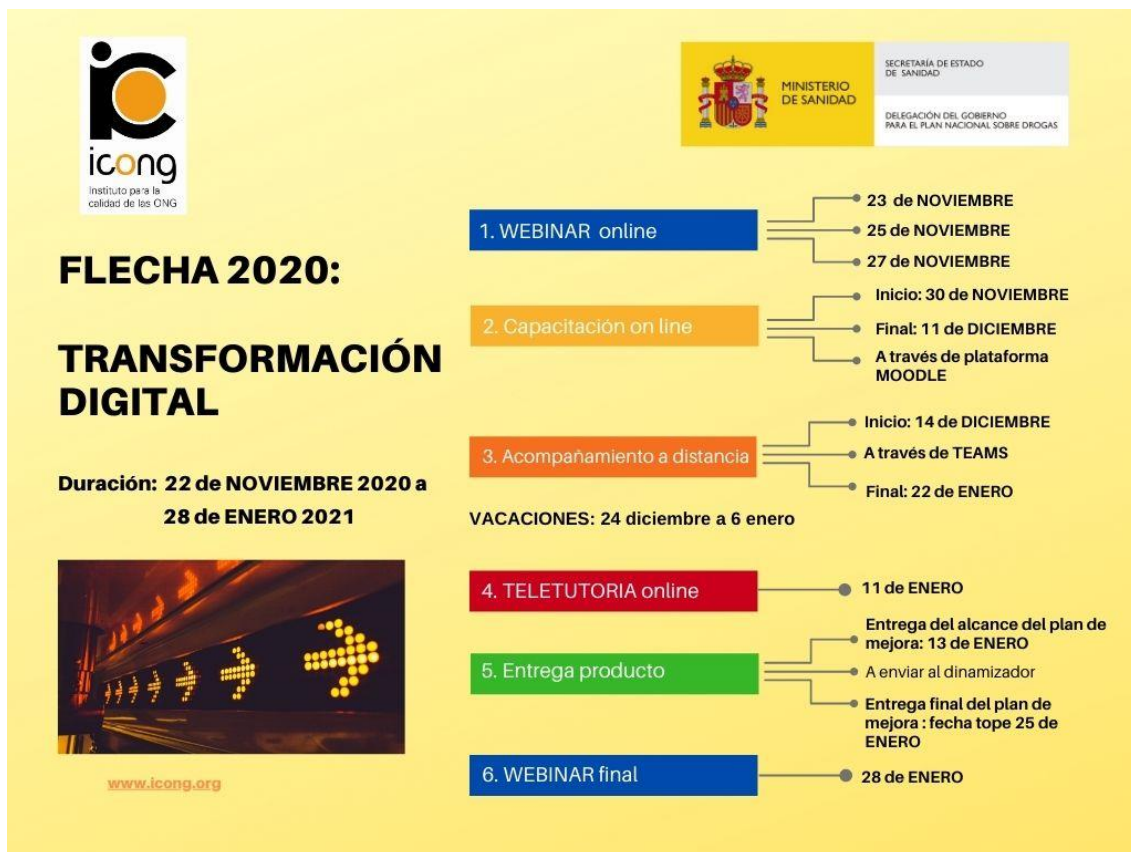 icong
Instituto para la
calidad de las ONG
MINISTERIO
DE SANIDAD
SECRETARÍA DE ESTADO
DE SANIDAD
DELEGACIÓN DEL GOBIERNO
PARA EL PLAN NACIONAL SOBRE DROGAS
FLECHA 2020:
TRANSFORMACIÓN
DIGITAL
Duración: 22 de NOVIEMBRE 2020 a
28 de ENERO 2021
www.icong.org
1. WEBINAR online
23 de NOVIEMBRE
25 de NOVIEMBRE
27 de NOVIEMBRE
2. Capacitación on line
Inicio: 30 de NOVIEMBRE
Final: 11 de DICIEMBRE
A través de plataforma
MOODLE
3. Acompañamiento a distancia
Inicio: 14 de DICIEMBRE
A través de TEAMS
Final: 22 de ENERO
VACACIONES: 24 diciembre a 6 enero
4. TELETUTORIA online
11 de ENERO
5. Entrega producto
Entrega del alcance del plan de
mejora: 13 de ENERO
A enviar al dinamizador
Entrega final del plan de
mejora : fecha tope 25 de
ENERO
6. WEBINAR final
28 de ENERO